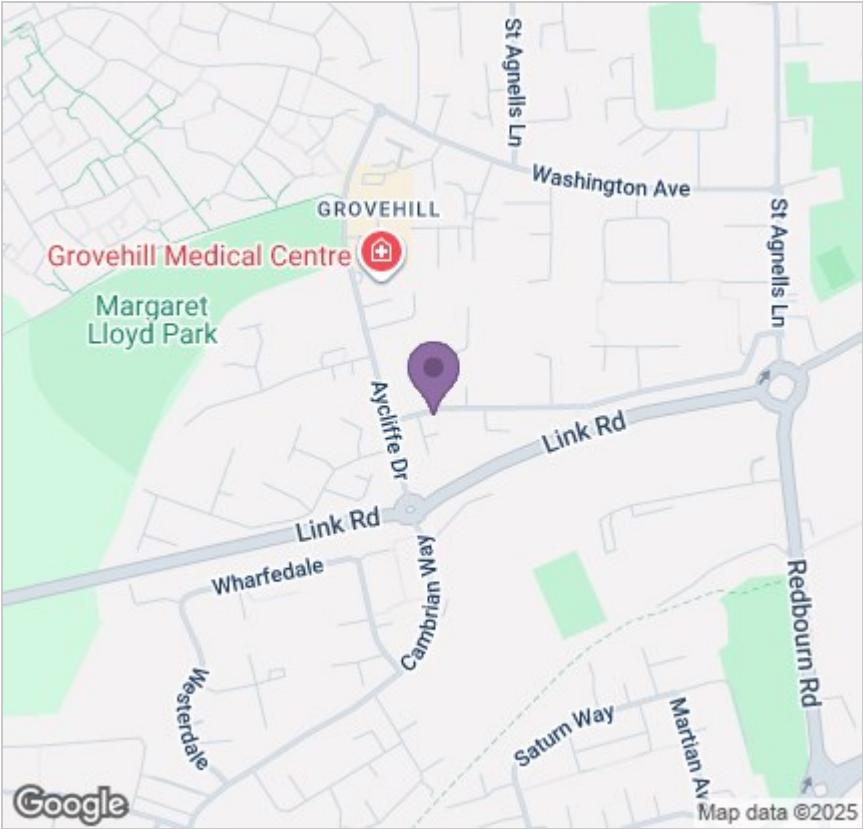 St Agnells Ln
Washington Ave
GROVEHILL
St Agnells Ln
Grovehill Medical Centre
Margaret
Lloyd Park
Aycliffe Dr
Link Rd
Link Rd
Cambrian Way
Wharfedale
Redbourn Rd
Westerdale
Saturn Way
Martian Av
Google
Map data ©2025